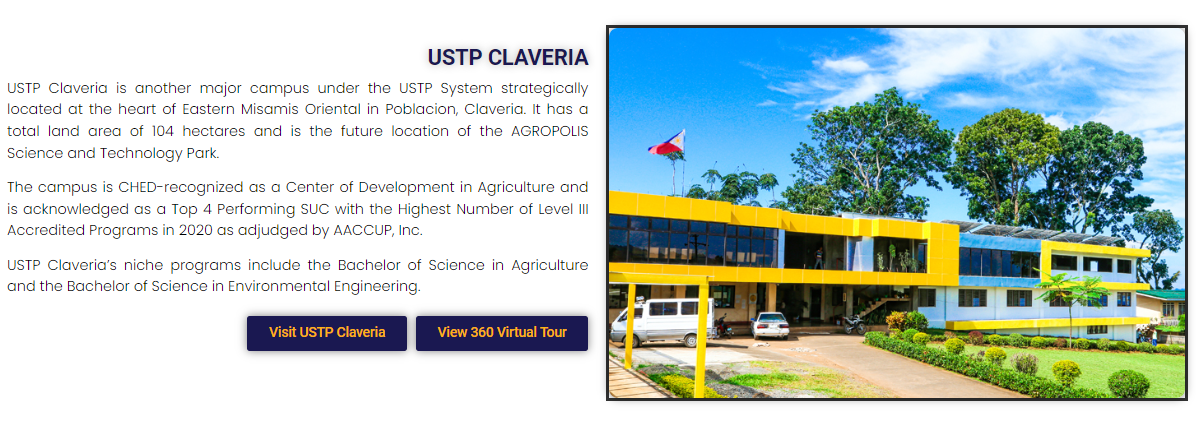 USTP CLAVERIA
USTP Claveria is another major campus under the USTP System strategically
located at the heart of Eastern Misamis Oriental in Poblacion, Claveria. It has a
total land area of 104 hectares and is the future location of the AGROPOLIS
Science and Technology Park.
The campus is CHED-recognized as a Center of Development in Agriculture and
is acknowledged as a Top 4 Performing SUC with the Highest Number of Level III
Accredited Programs in 2020 as adjudged by AACCUP, Inc.
USTP Claveria’s niche programs include the Bachelor of Science in Agriculture
and the Bachelor of Science in Environmental Engineering.
Visit USTP Claveria
View 360 Virtual Tour